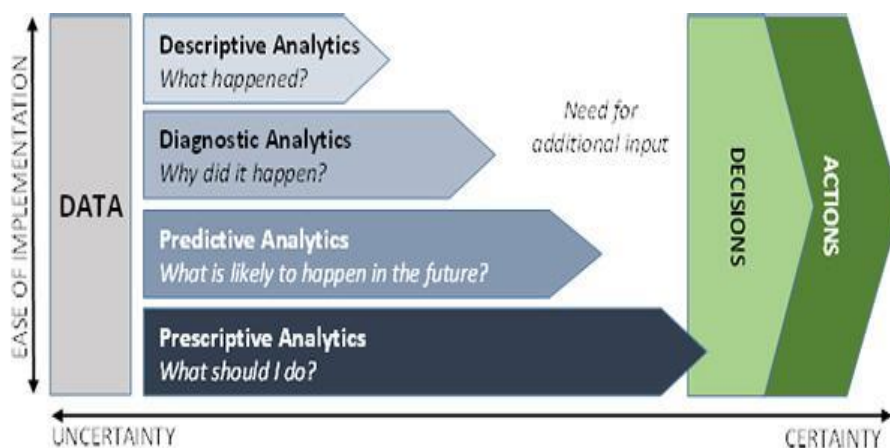 EASE OF IMPLEMENTATION
DATA
Descriptive Analytics
What happened?
Diagnostic Analytics
Why did it happen?
Predictive Analytics
What is likely to happen in the future?
Prescriptive Analytics
What should I do?
Need for
additional input
DECISIONS
ACTIONS
UNCERTAINTY
CERTAINTY